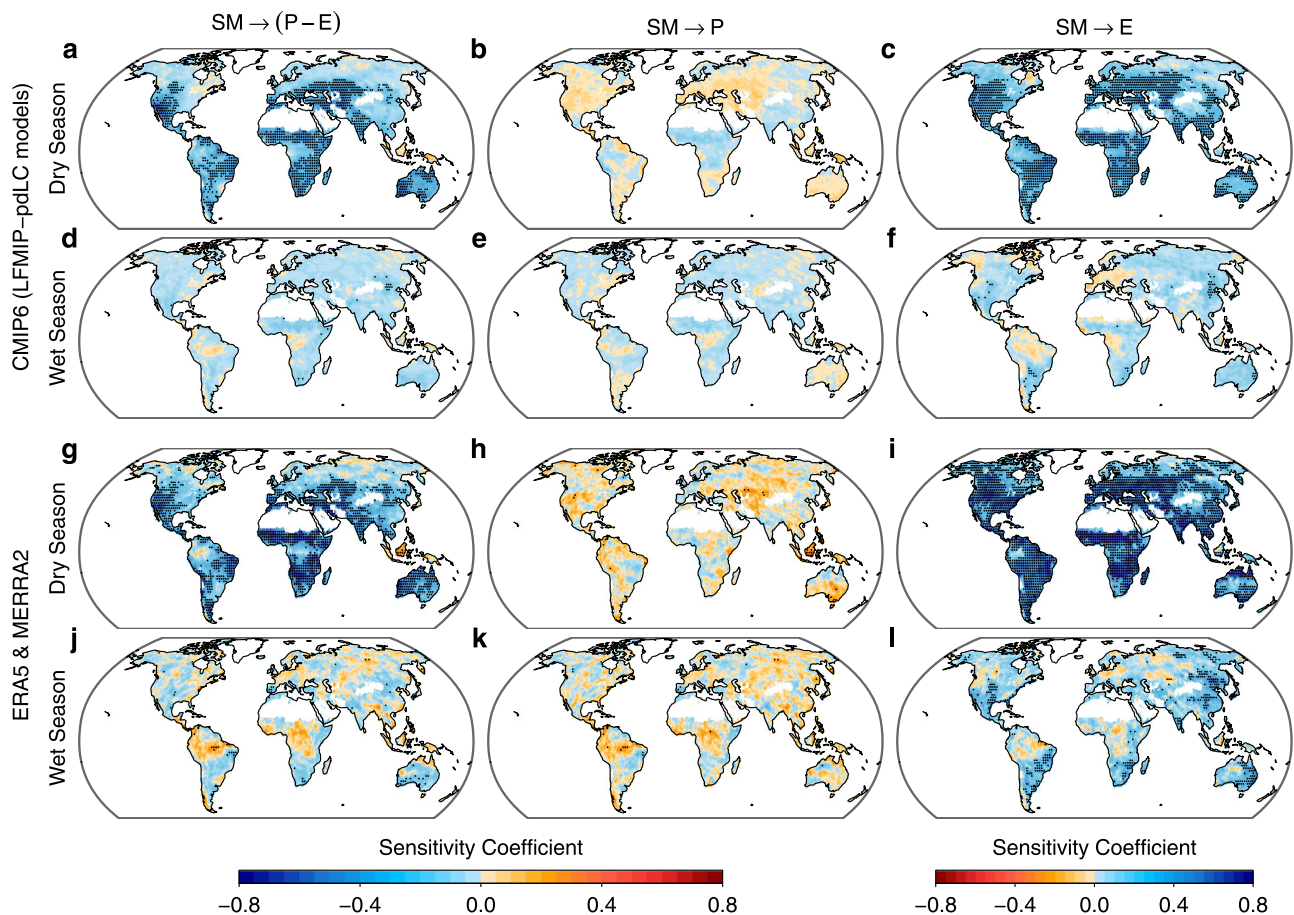 SM → (P − E)
SM → P
SM → E
CMIP6 (LFMIP−pdLC models)
Dry Season
a
b
c
Wet Season
d
e
f
ERA5 & MERRA2
Dry Season
g
h
i
Wet Season
j
k
l
Sensitivity Coefficient
−0.8 −0.4 0.0 0.4 0.8
Sensitivity Coefficient
−0.8 −0.4 0.0 0.4 0.8